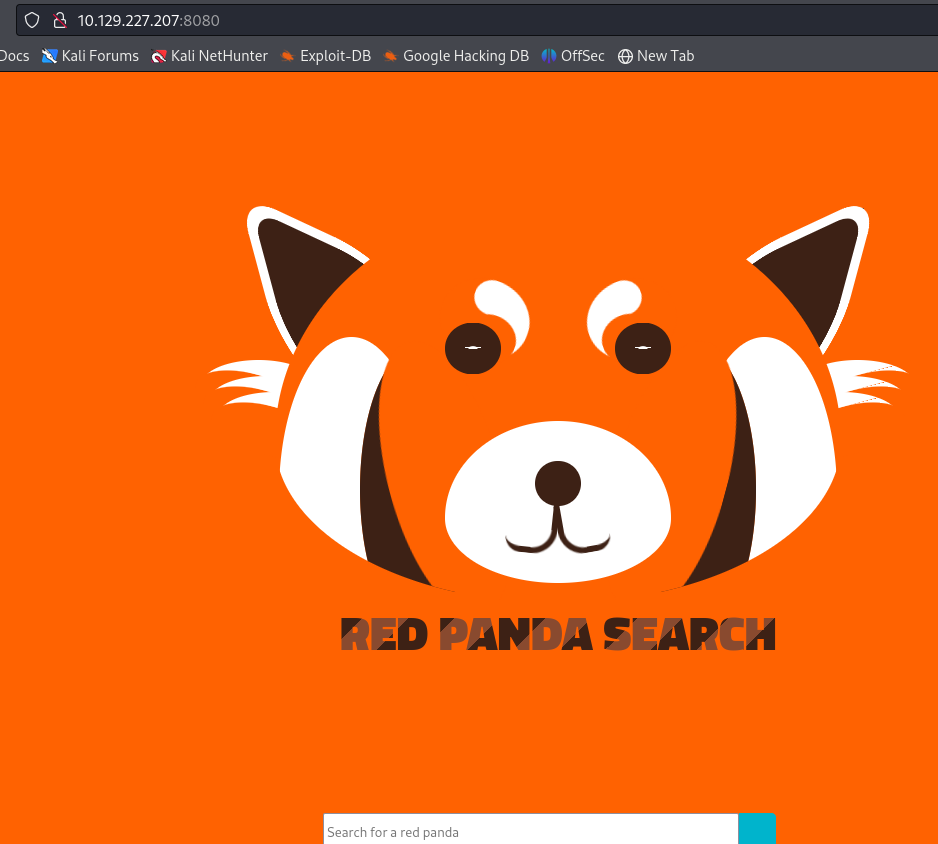 10.129.227.207:8080
Docs Kali Forums Kali NetHunter Exploit-DB Google Hacking DB OffSec New Tab
RED PANDA SEARCH
Search for a red panda